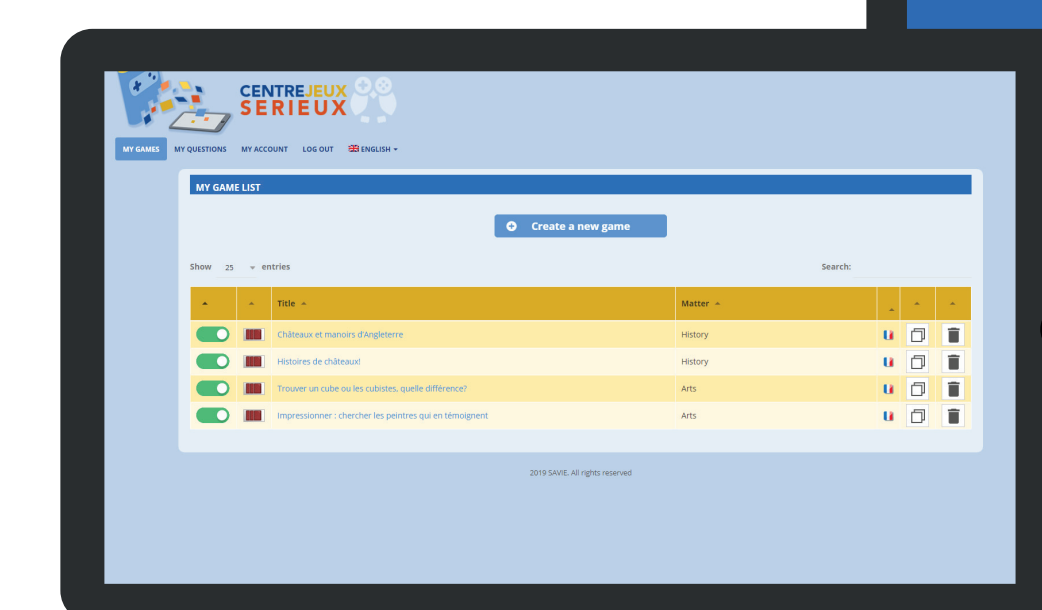 CENTREJEUX
SERIEUX
MY GAMES MY QUESTIONS MY ACCOUNT LOG OUT ENGLISH
MY GAME LIST
Create a new game
Show 25 entries Search:
Title Matter
Châteaux et manoirs d'Angleterre History
Histoires de châteaux! History
Trouver un cube ou les cubistes, quelle différence? Arts
Impressionner : chercher les peintres qui en témoignent Arts
2019 SAVIE. All rights reserved